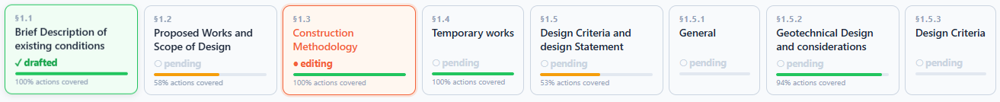 §1.1
Brief Description of
existing conditions
✓ drafted
100% actions covered
§1.2
Proposed Works and
Scope of Design
○ pending
58% actions covered
§1.3
Construction
Methodology
● editing
100% actions covered
§1.4
Temporary works
○ pending
100% actions covered
§1.5
Design Criteria and
design Statement
○ pending
53% actions covered
§1.5.1
General
○ pending
§1.5.2
Geotechnical Design
and considerations
○ pending
94% actions covered
§1.5.3
Design Criteria
○ pending